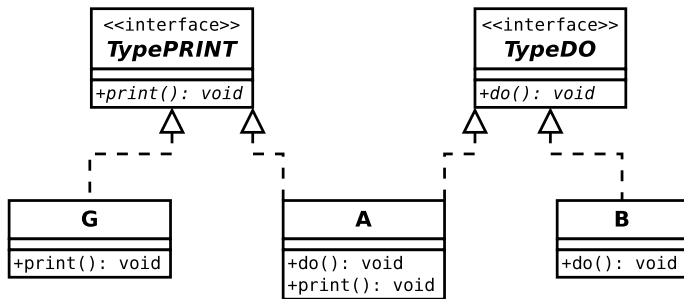 <<interface>>
TypePRINT
+print(): void
<<interface>>
TypeDO
+do(): void
G
+print(): void
A
+do(): void
+print(): void
B
+do(): void